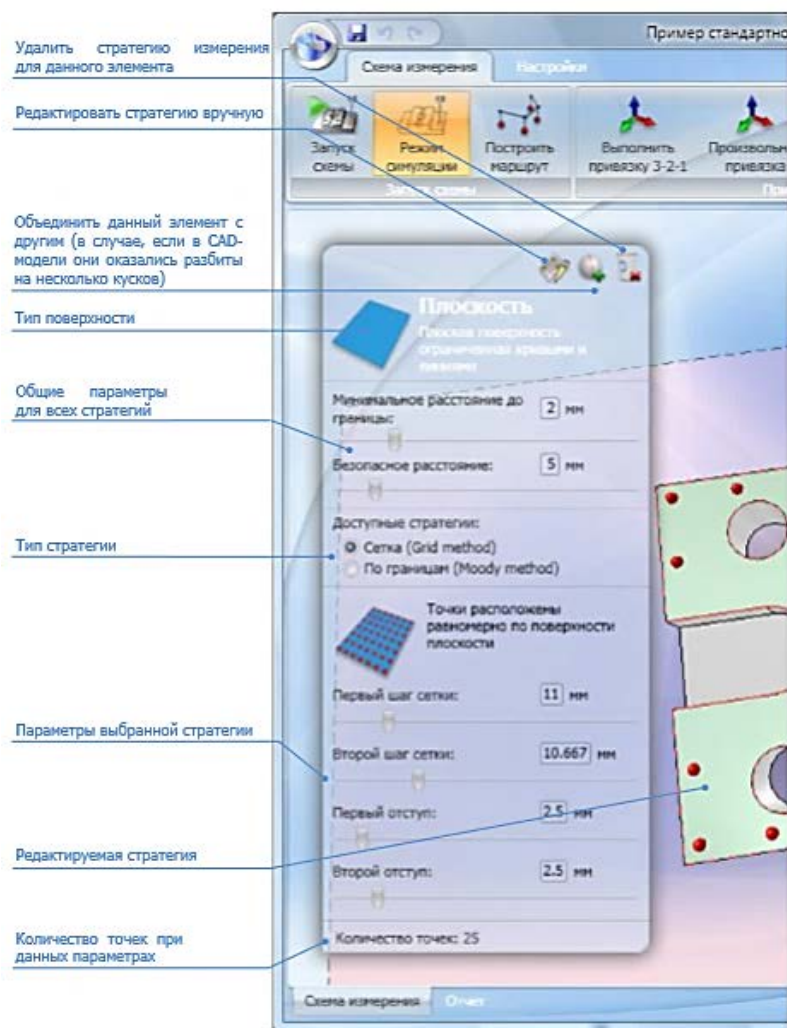 Удалить стратегию измерения
для данного элемента
Редактировать стратегию вручную
Объединить данный элемент с
другим (в случае, если в CAD-
модели они оказались разбиты
на несколько кусков)
Тип поверхности
Общие параметры
для всех стратегий
Тип стратегии
Параметры выбранной стратегии
Редактируемая стратегия
Количество точек при
данных параметрах
Пример стандартно
Схема измерения
Настройки
Запуск
схемы
Режим
симуляции
Построить
маршрут
Выполнить
привязку 3-2-1
Произвольн
привязка
Запуск схемы
При
Плоскость
Плоская поверхность
ограниченная кривыми и
линиями
Минимальное расстояние до
границы:
2 мм
Безопасное расстояние:
5 мм
Доступные стратегии:
Сетка (Grid method)
По границам (Moody method)
Точки расположены
равномерно по поверхности
плоскости
Первый шаг сетки:
11 мм
Второй шаг сетки:
10.667 мм
Первый отступ:
2.5 мм
Второй отступ:
2.5 мм
Количество точек: 25
Схема измерения
Отчет